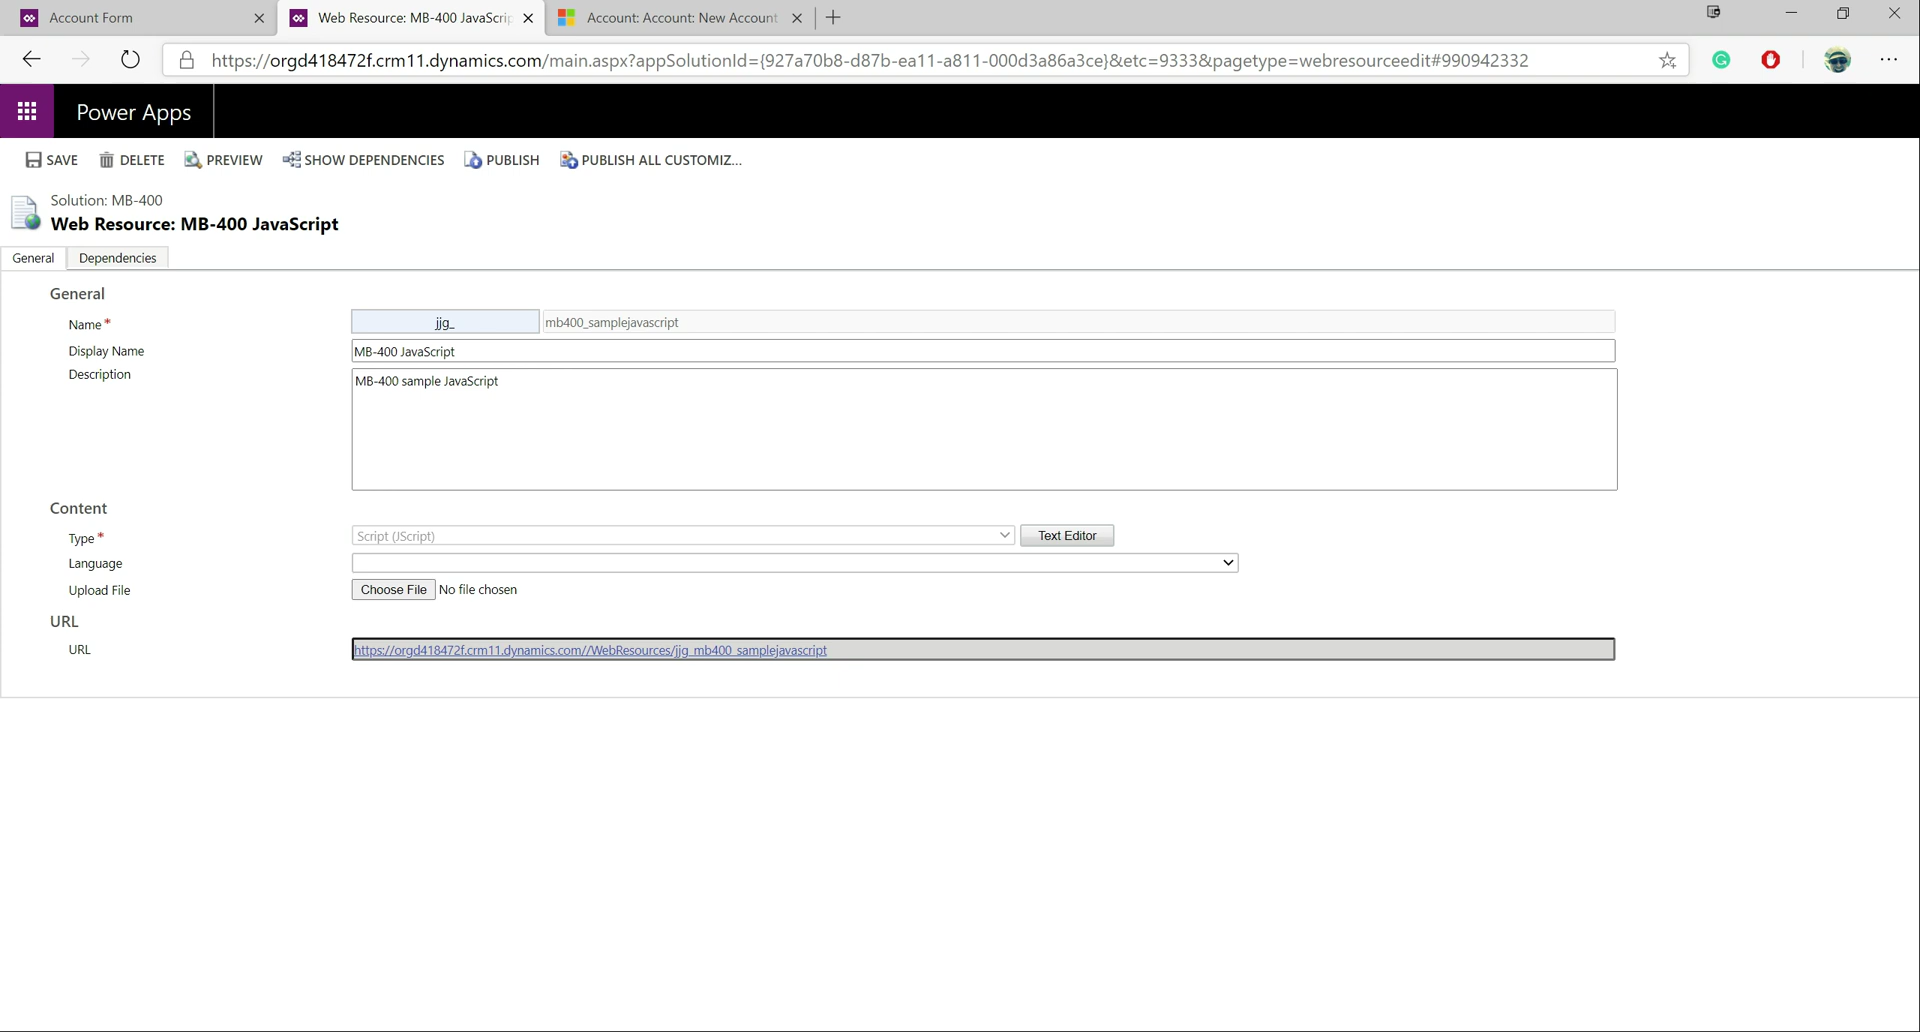 Account Form
Web Resource: MB-400 JavaScrip
Account: Account: New Account
https://orgd418472f.crm11.dynamics.com/main.aspx?appSolutionId={927a70b8-d87b-ea11-a811-000d3a86a3ce}&etc=9333&pagetype=webresourceedit#990942332
Power Apps
SAVE DELETE PREVIEW SHOW DEPENDENCIES PUBLISH PUBLISH ALL CUSTOMIZ...
Solution: MB-400
Web Resource: MB-400 JavaScript
General Dependencies
General
Name* jjg_ mb400_samplejavascript
Display Name MB-400 JavaScript
Description MB-400 sample JavaScript
Content
Type* Script (JScript) Text Editor
Language
Upload File Choose File No file chosen
URL
URL https://orgd418472f.crm11.dynamics.com//WebResources/jjg_mb400_samplejavascript